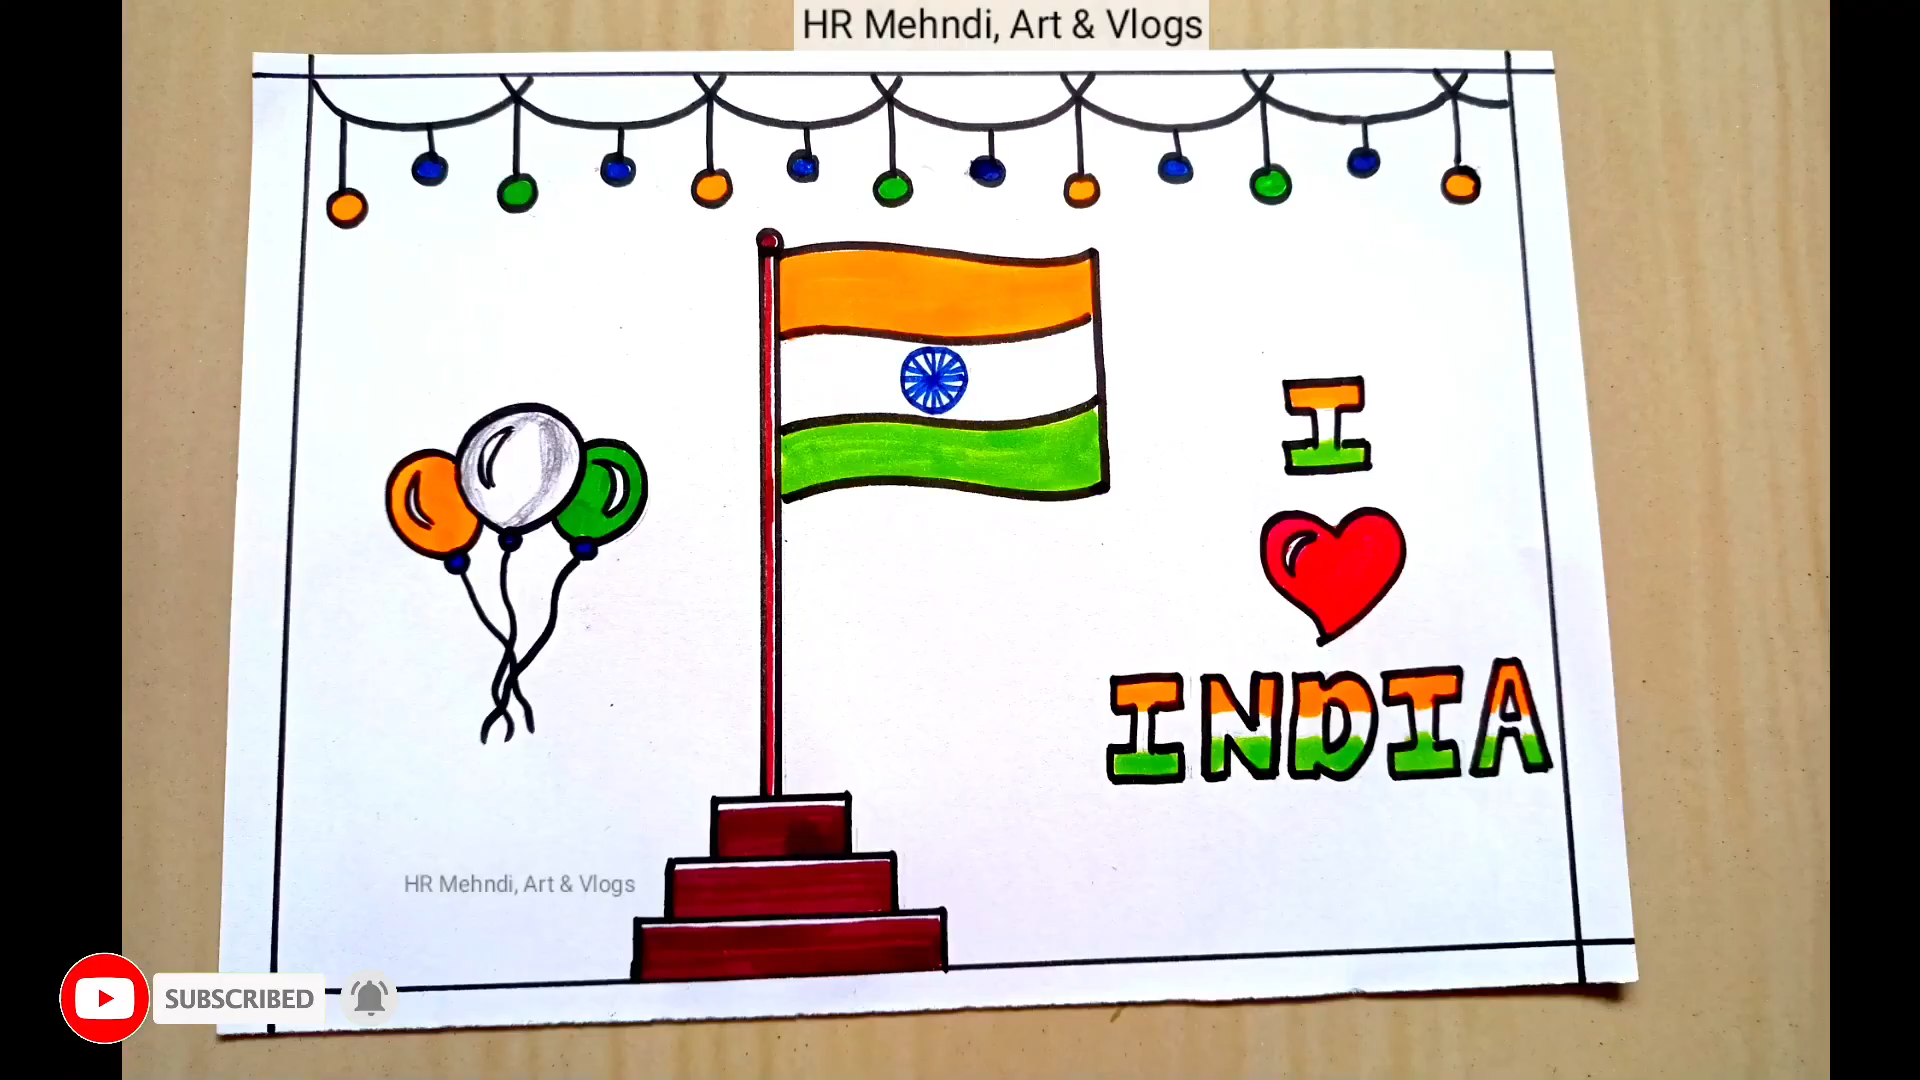 HR Mehndi, Art & Vlogs
I
INDIA
HR Mehndi, Art & Vlogs
SUBSCRIBED